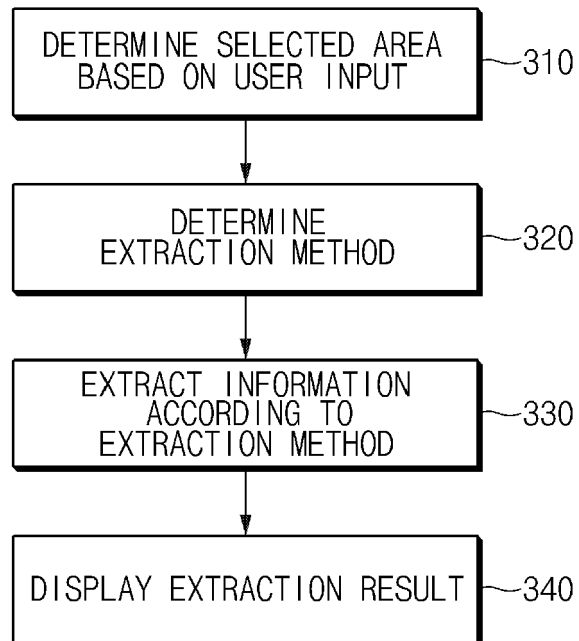 DETERMINE SELECTED AREA
BASED ON USER INPUT
310
DETERMINE
EXTRACTION METHOD
320
EXTRACT INFORMATION
ACCORDING TO
EXTRACTION METHOD
330
DISPLAY EXTRACTION RESULT
340